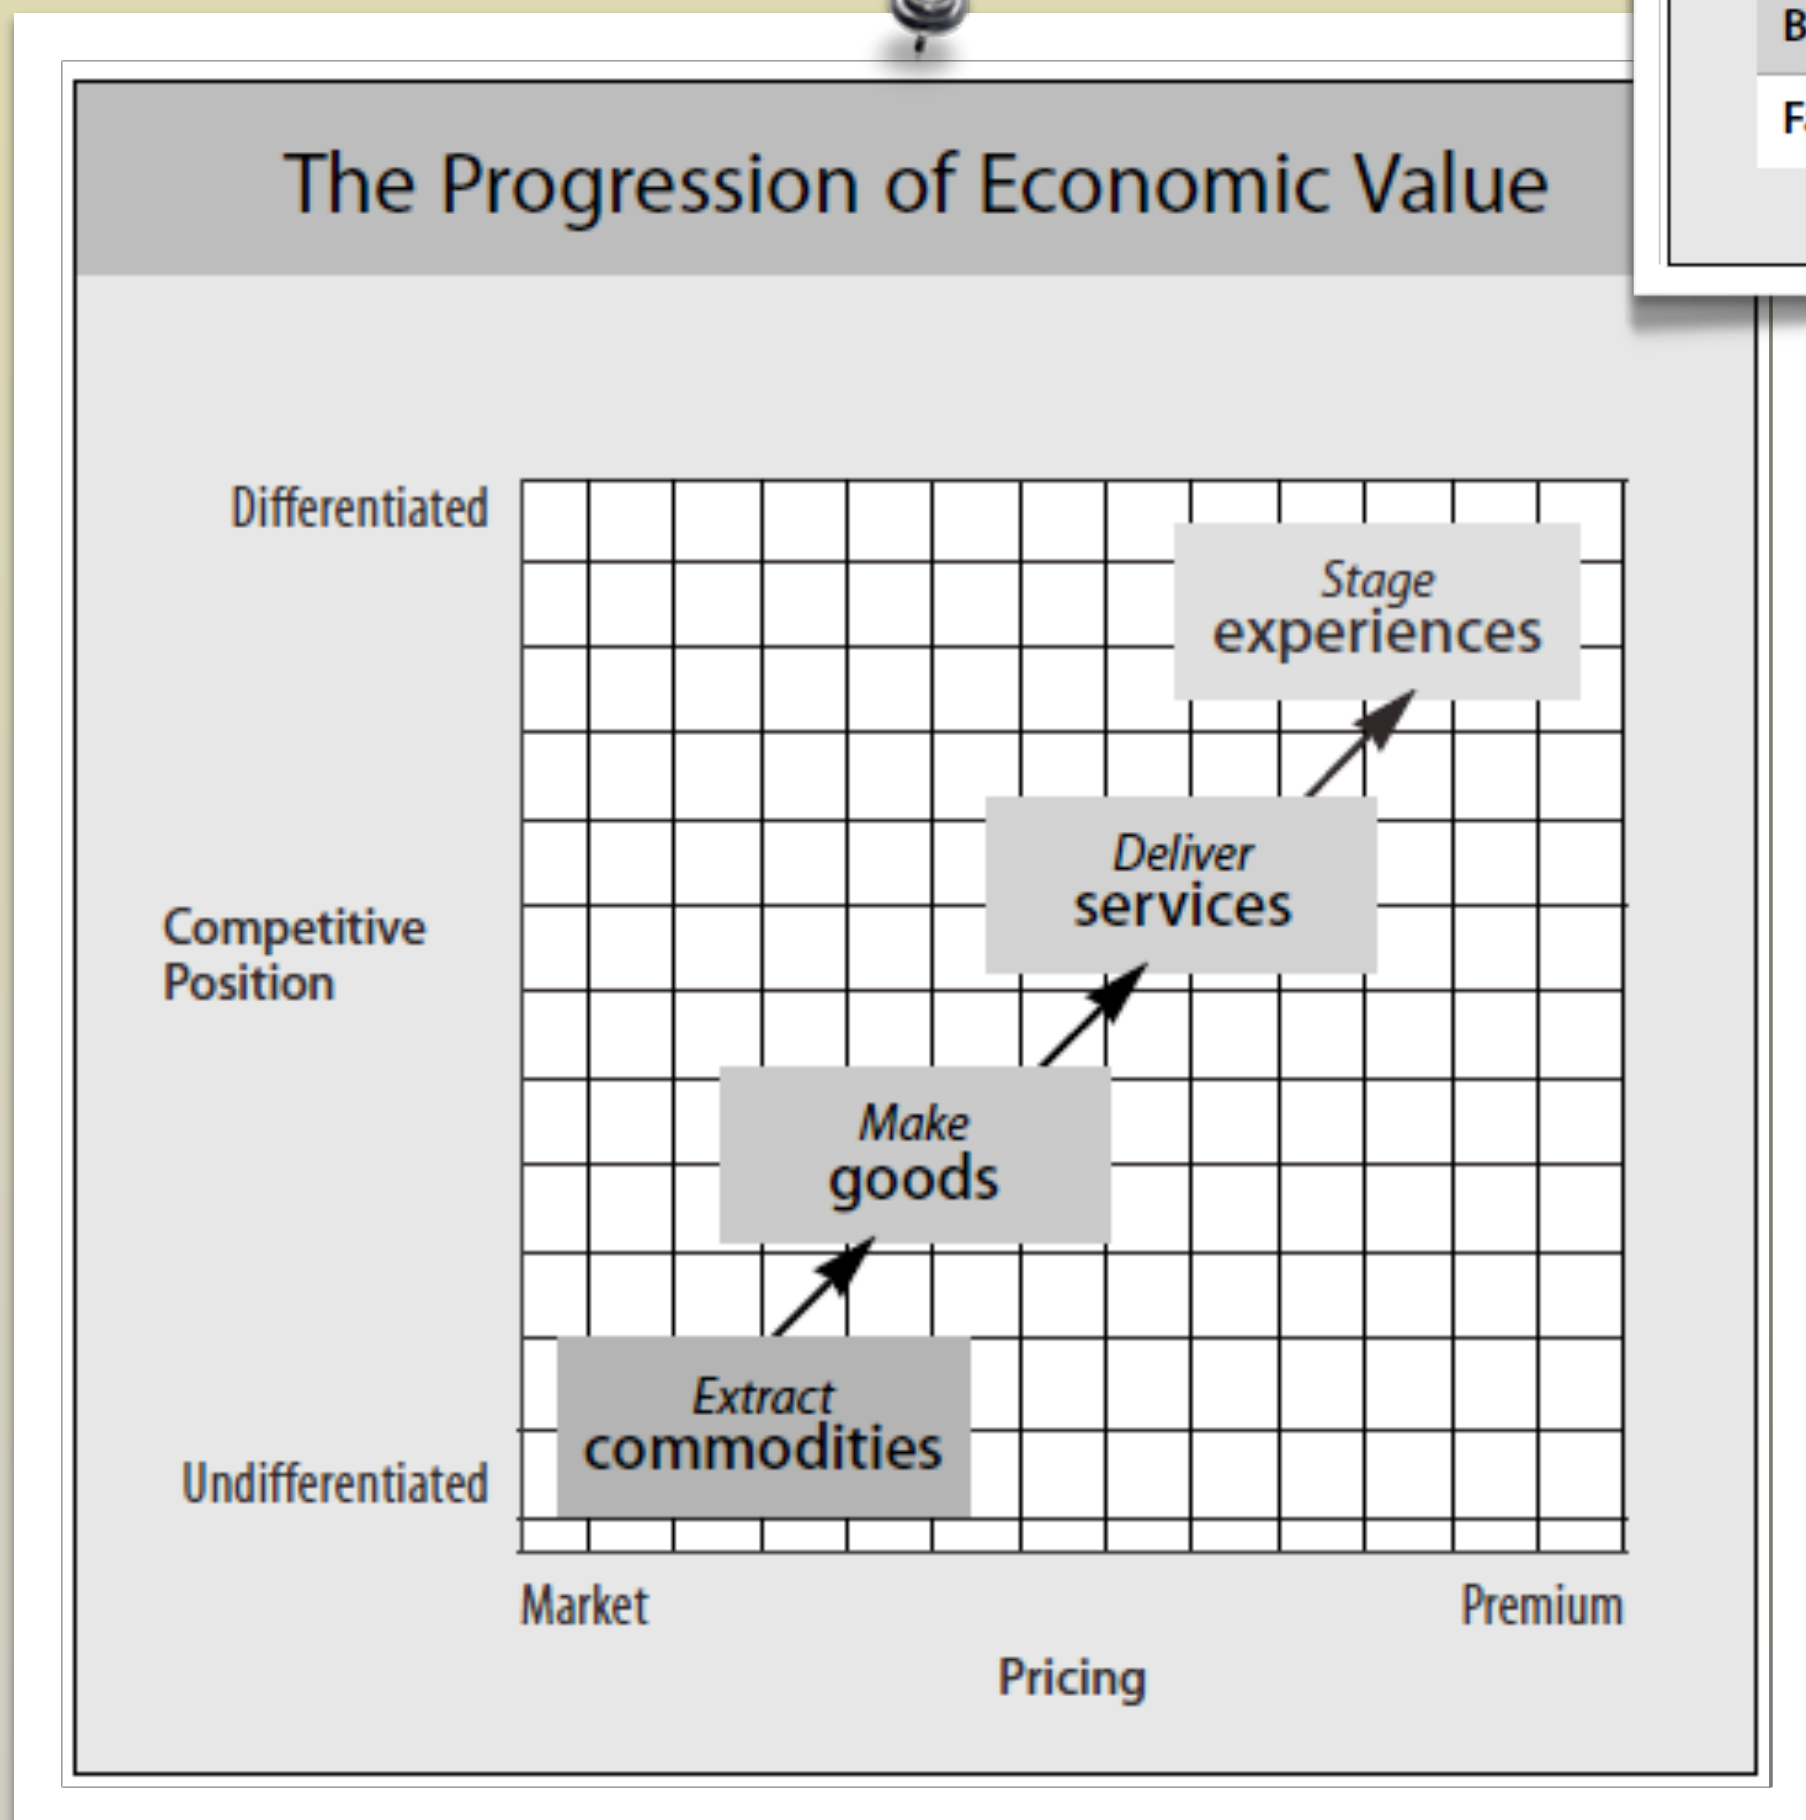 The Progression of Economic Value
Differentiated
Stage
experiences
Deliver
services
Competitive
Position
Make
goods
Extract
commodities
Undifferentiated
Market
Premium
Pricing